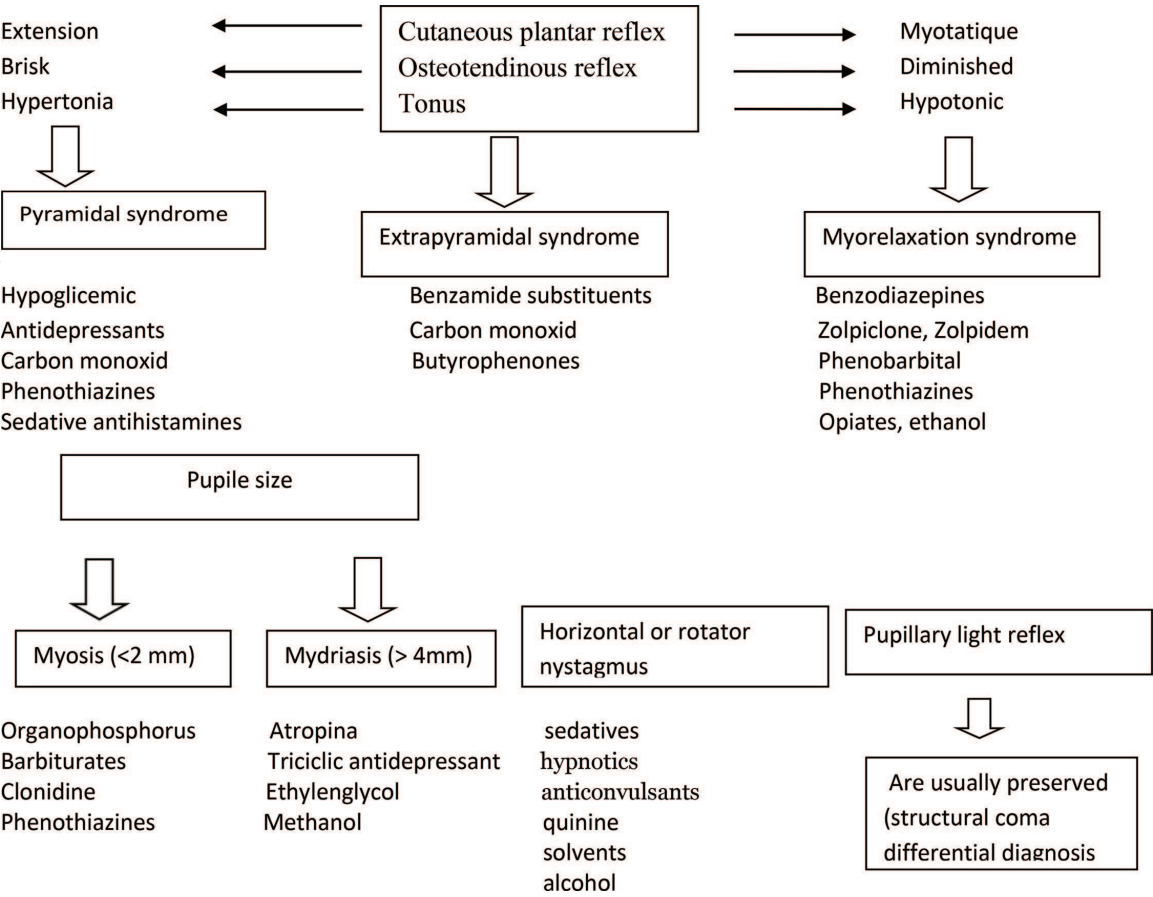 Extension
Brisk
Hypertonia
Cutaneous plantar reflex
Osteotendinous reflex
Tonus
Myotatique
Diminished
Hypotonic
Pyramidal syndrome
Extrapyramidal syndrome
Myorelaxation syndrome
Hypoglicemic
Antidepressants
Carbon monoxid
Phenothiazines
Sedative antihistamines
Benzamide substituents
Carbon monoxid
Butyrophenones
Benzodiazepines
Zolpiclone, Zolpidem
Phenobarbital
Phenothiazines
Opiates, ethanol
Pupile size
Myosis (<2 mm)
Mydriasis (> 4mm)
Horizontal or rotator
nystagmus
Pupillary light reflex
Organophosphorus
Barbiturates
Clonidine
Phenothiazines
Atropina
Triciclic antidepressant
Ethylenglycol
Methanol
sedatives
hypnotics
anticonvulsants
quinine
solvents
alcohol
Are usually preserved
(structural coma
differential diagnosis